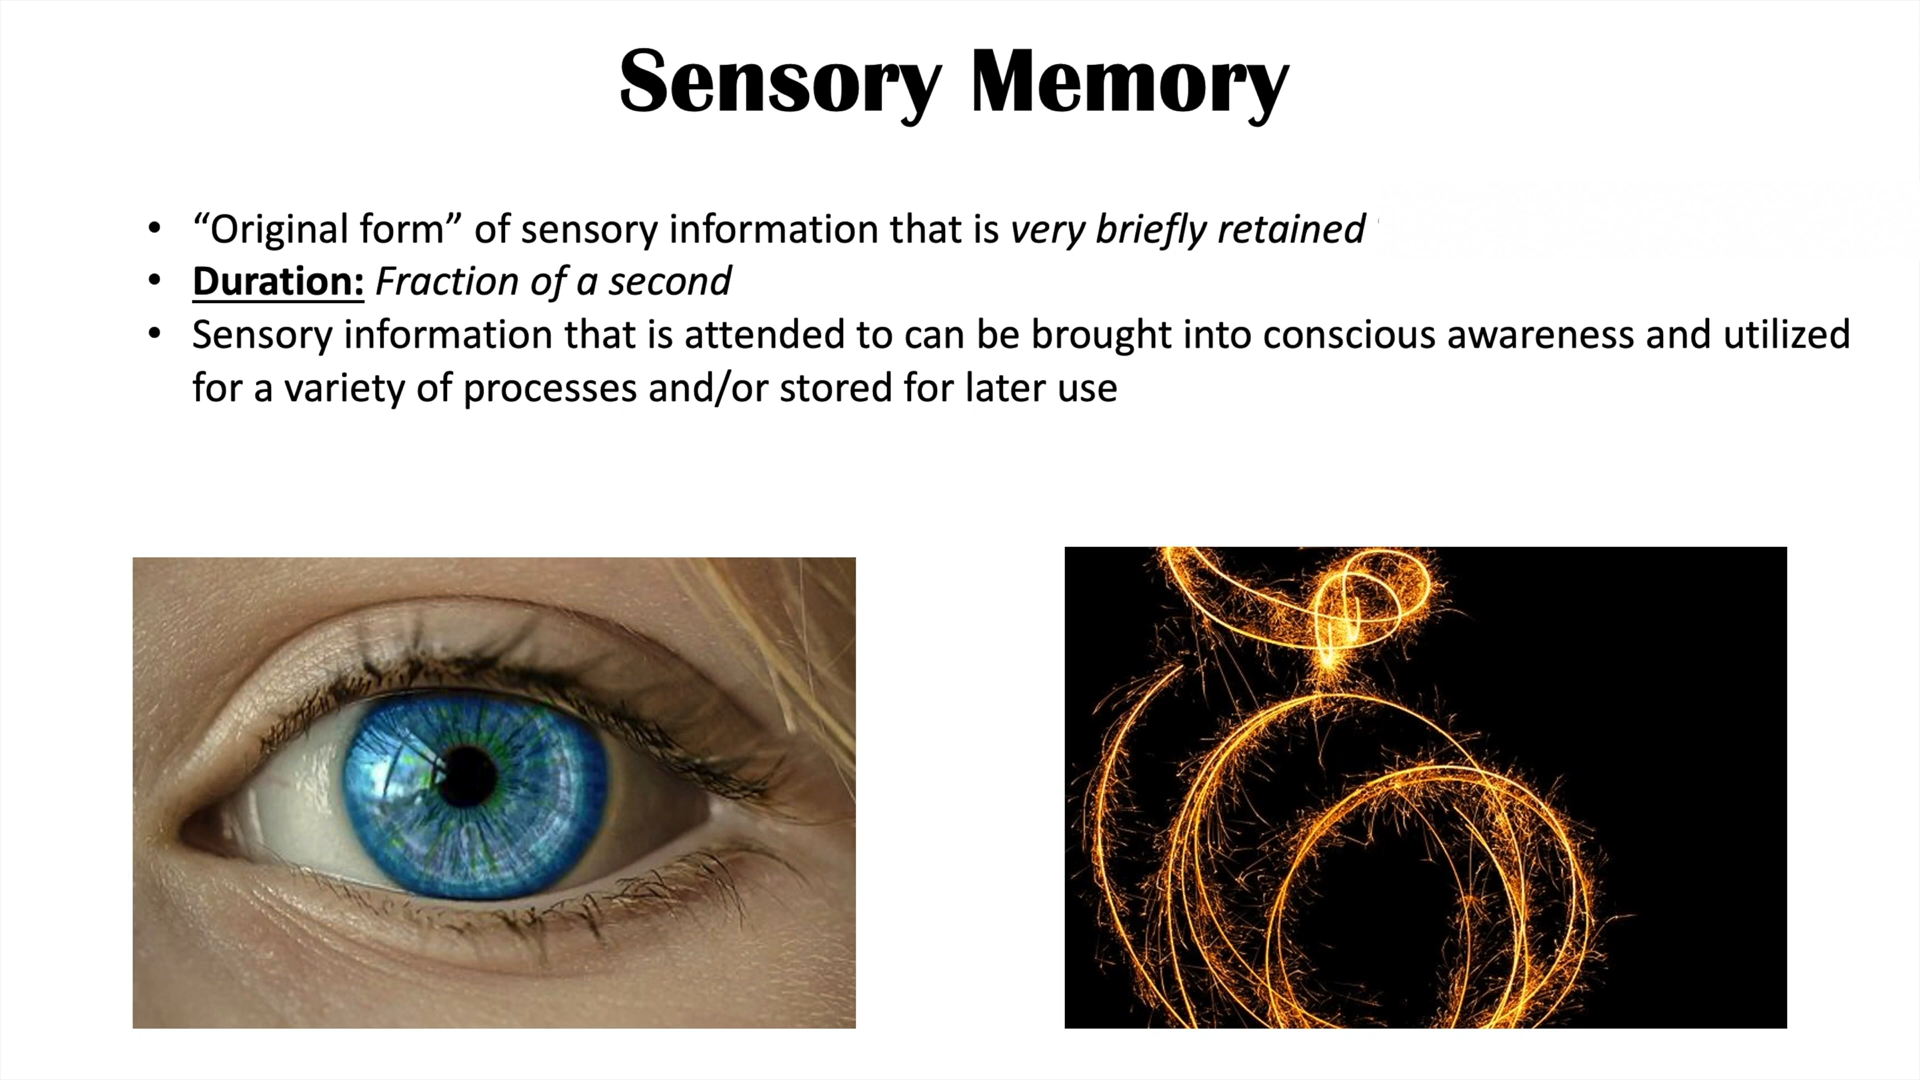 Sensory Memory
• “Original form” of sensory information that is very briefly retained
• Duration: Fraction of a second
• Sensory information that is attended to can be brought into conscious awareness and utilized
for a variety of processes and/or stored for later use